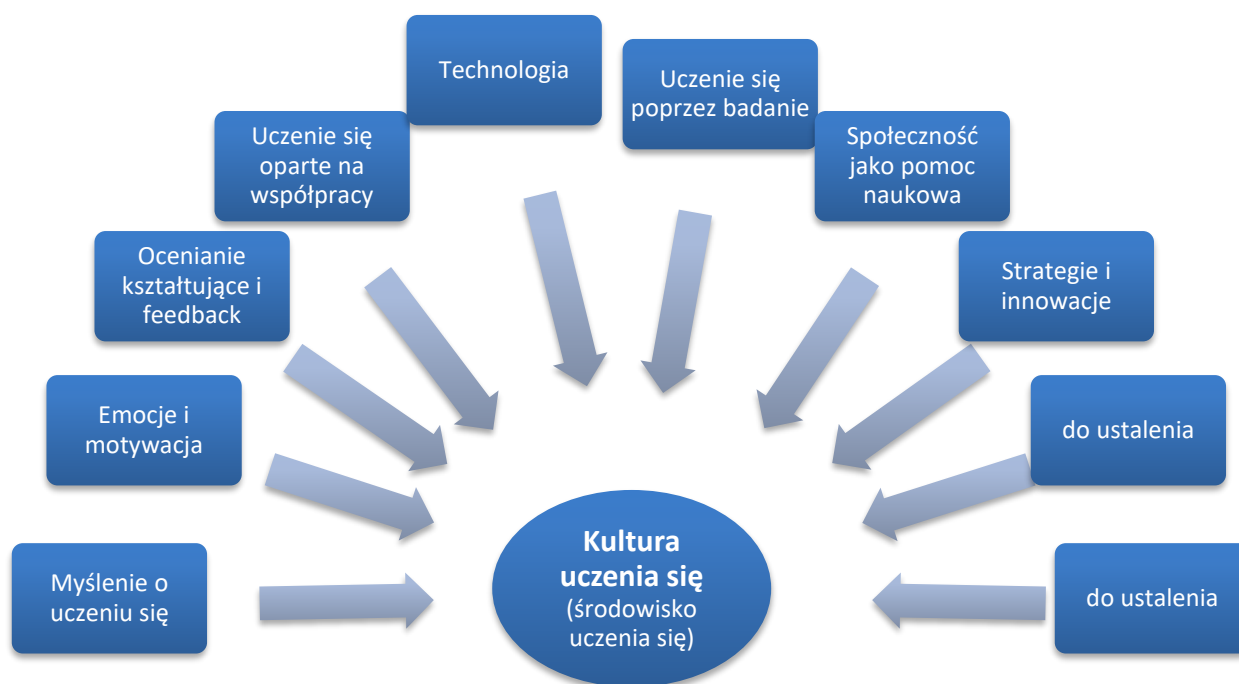 Technologia
Uczenie się
poprzez badanie
Uczenie się
oparte na
współpracy
Społeczność
jako pomoc
naukowa
Ocenianie
kształtujące i
feedback
Strategie i
innowacje
Emocje i
motywacja
do ustalenia
Myślenie o
uczeniu się
Kultura
uczenia się
(środowisko
uczenia się)
do ustalenia